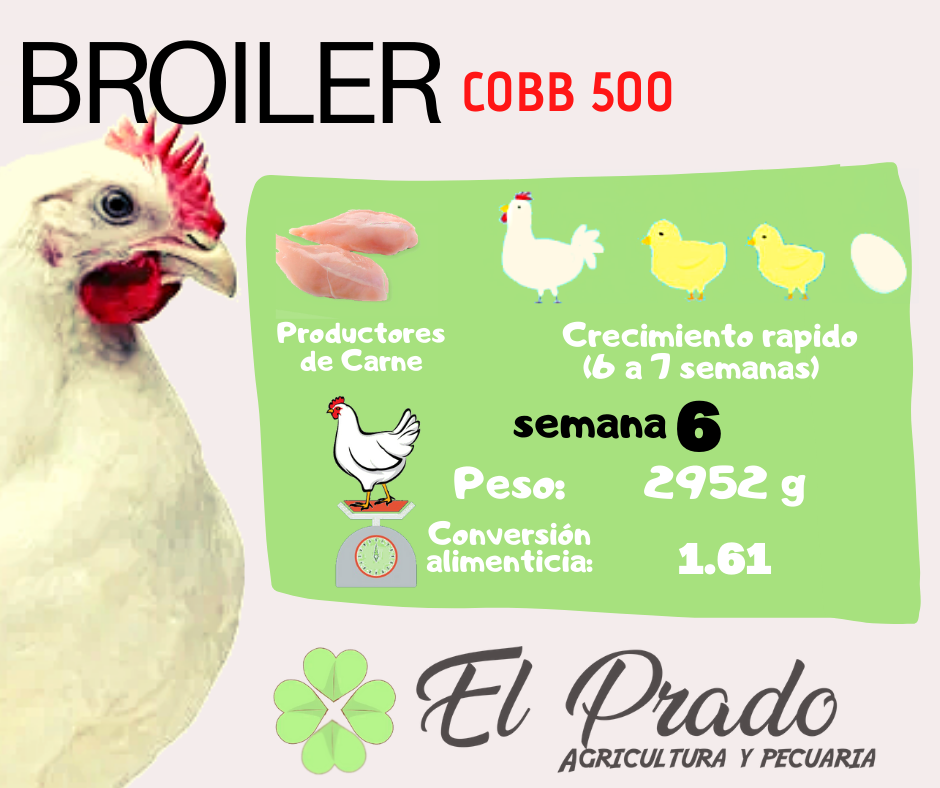 BROILER COBB 500
Productores
de Carne
Crecimiento rapido
(6 a 7 semanas)
semana 6
Peso: 2952 g
Conversión
alimenticia: 1.61
El Prado
AGRICULTURA Y PECUARIA